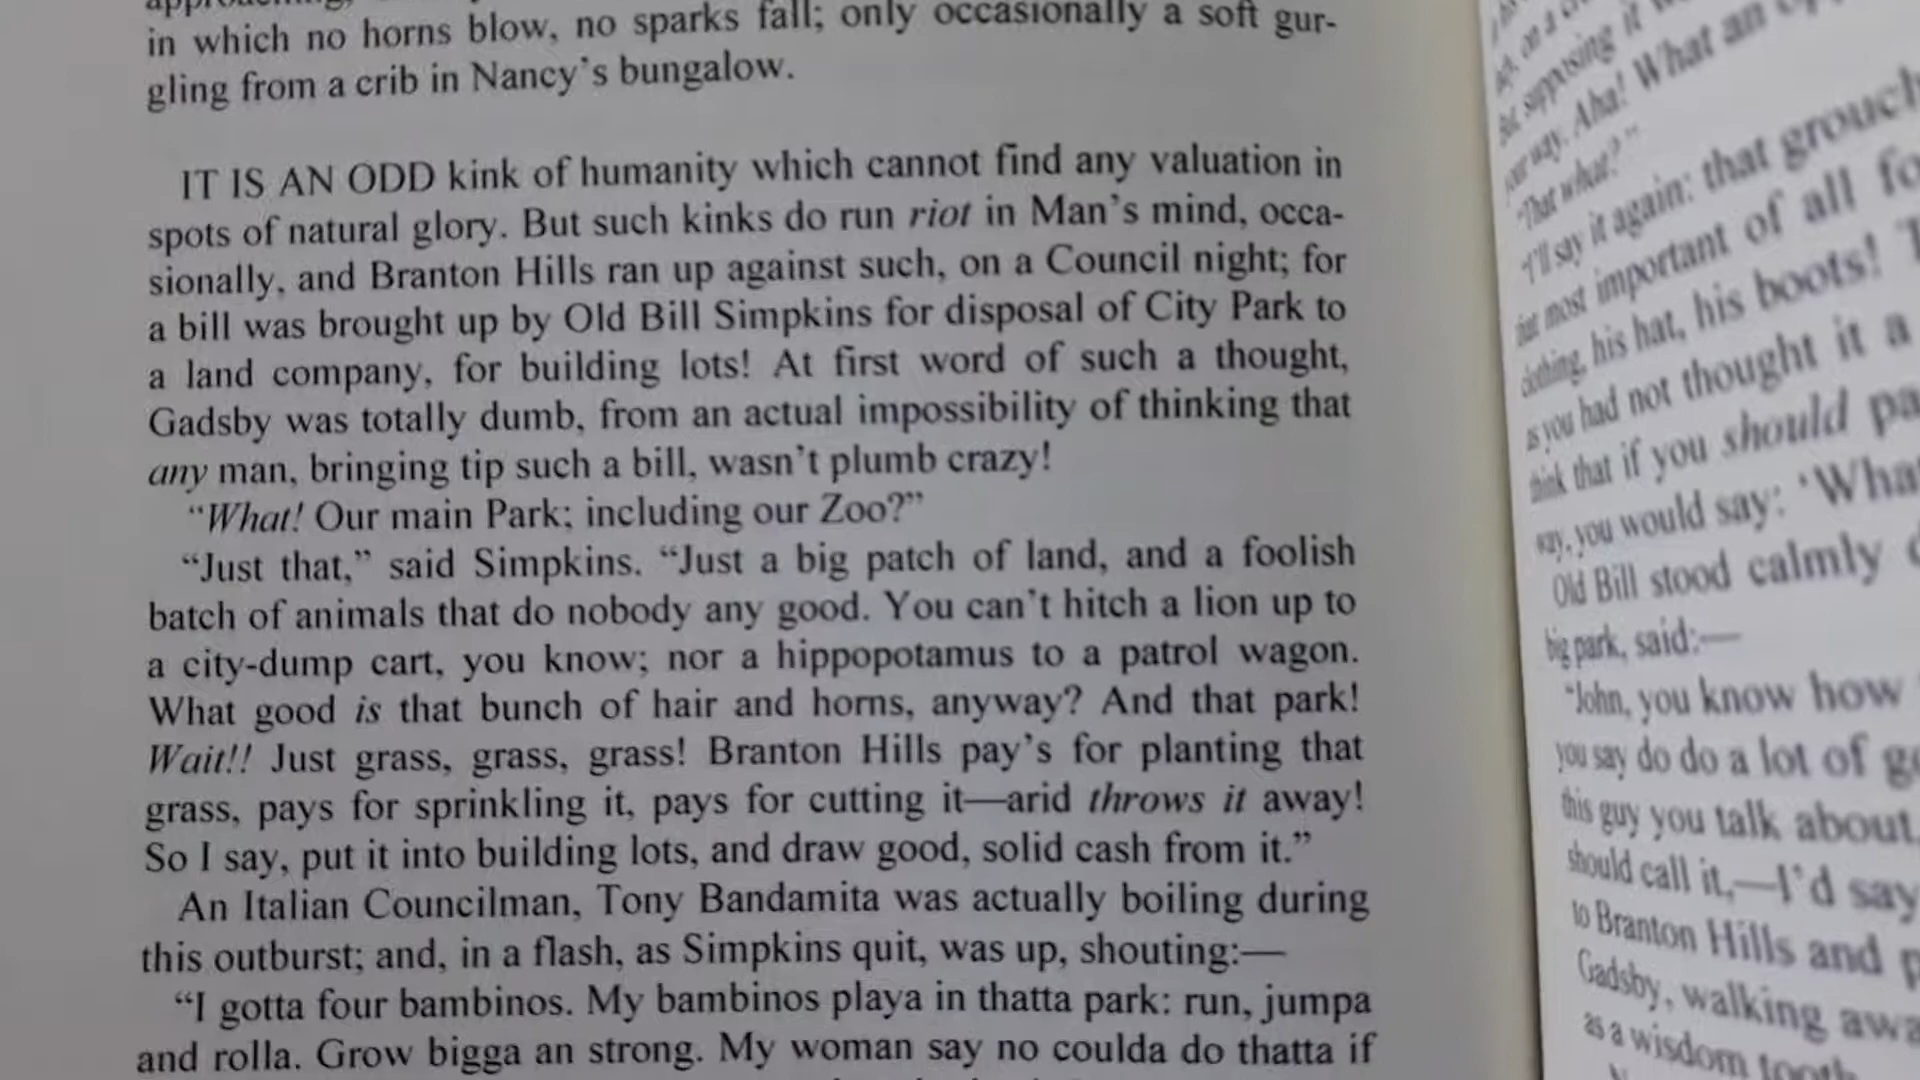 in which no horns blow, no sparks fall; only occasionally a soft gur-
gling from a crib in Nancy's bungalow.
IT IS AN ODD kink of humanity which cannot find any valuation in
spots of natural glory. But such kinks do run riot in Man's mind, occa-
sionally, and Branton Hills ran up against such, on a Council night; for
a bill was brought up by Old Bill Simpkins for disposal of City Park to
a land company, for building lots! At first word of such a thought,
Gadsby was totally dumb, from an actual impossibility of thinking that
any man, bringing tip such a bill, wasn't plumb crazy!
"What! Our main Park; including our Zoo?"
"Just that," said Simpkins. "Just a big patch of land, and a foolish
batch of animals that do nobody any good. You can't hitch a lion up to
a city-dump cart, you know; nor a hippopotamus to a patrol wagon.
What good is that bunch of hair and horns, anyway? And that park!
Wait!! Just grass, grass, grass! Branton Hills pay's for planting that
grass, pays for sprinkling it, pays for cutting it—arid throws it away!
So I say, put it into building lots, and draw good, solid cash from it."
An Italian Councilman, Tony Bandamita was actually boiling during
this outburst; and, in a flash, as Simpkins quit, was up, shouting:—
"I gotta four bambinos. My bambinos playa in thatta park: run, jumpa
and rolla. Grow bigga an strong. My woman say no coulda do thatta if
supposing it
way. Aha! What an
"That what?"
"I'll say it again: that grouch
most important of all
clothing, his hat, his boots!
as you had not thought it a
think that if you should
way, you would say: 'What
Old Bill stood calmly
big park, said:—
"John, you know how
you say do do a lot of
this guy you talk about,
should call it,—I'd say
to Branton Hills and
Gadsby, walking
as a wisdom tooth